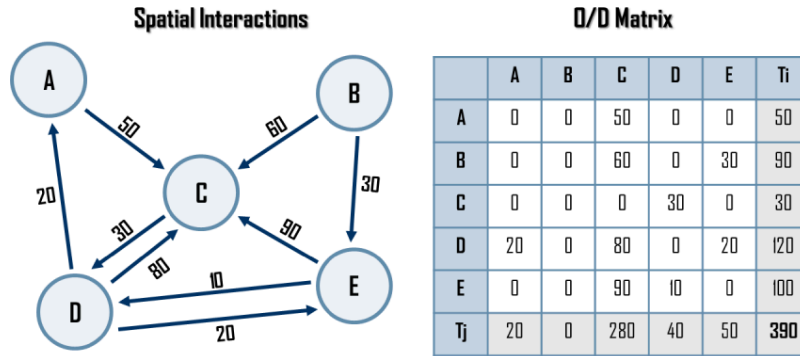 Spatial Interactions
A
B
50
60
C
20
30
30
80
90
10
D
E
20
O/D Matrix
A B C D E Ti
A 0 0 50 0 0 50
B 0 0 60 0 30 90
C 0 0 0 30 0 30
D 20 0 80 0 20 120
E 0 0 90 10 0 100
Tj 20 0 280 40 50 390